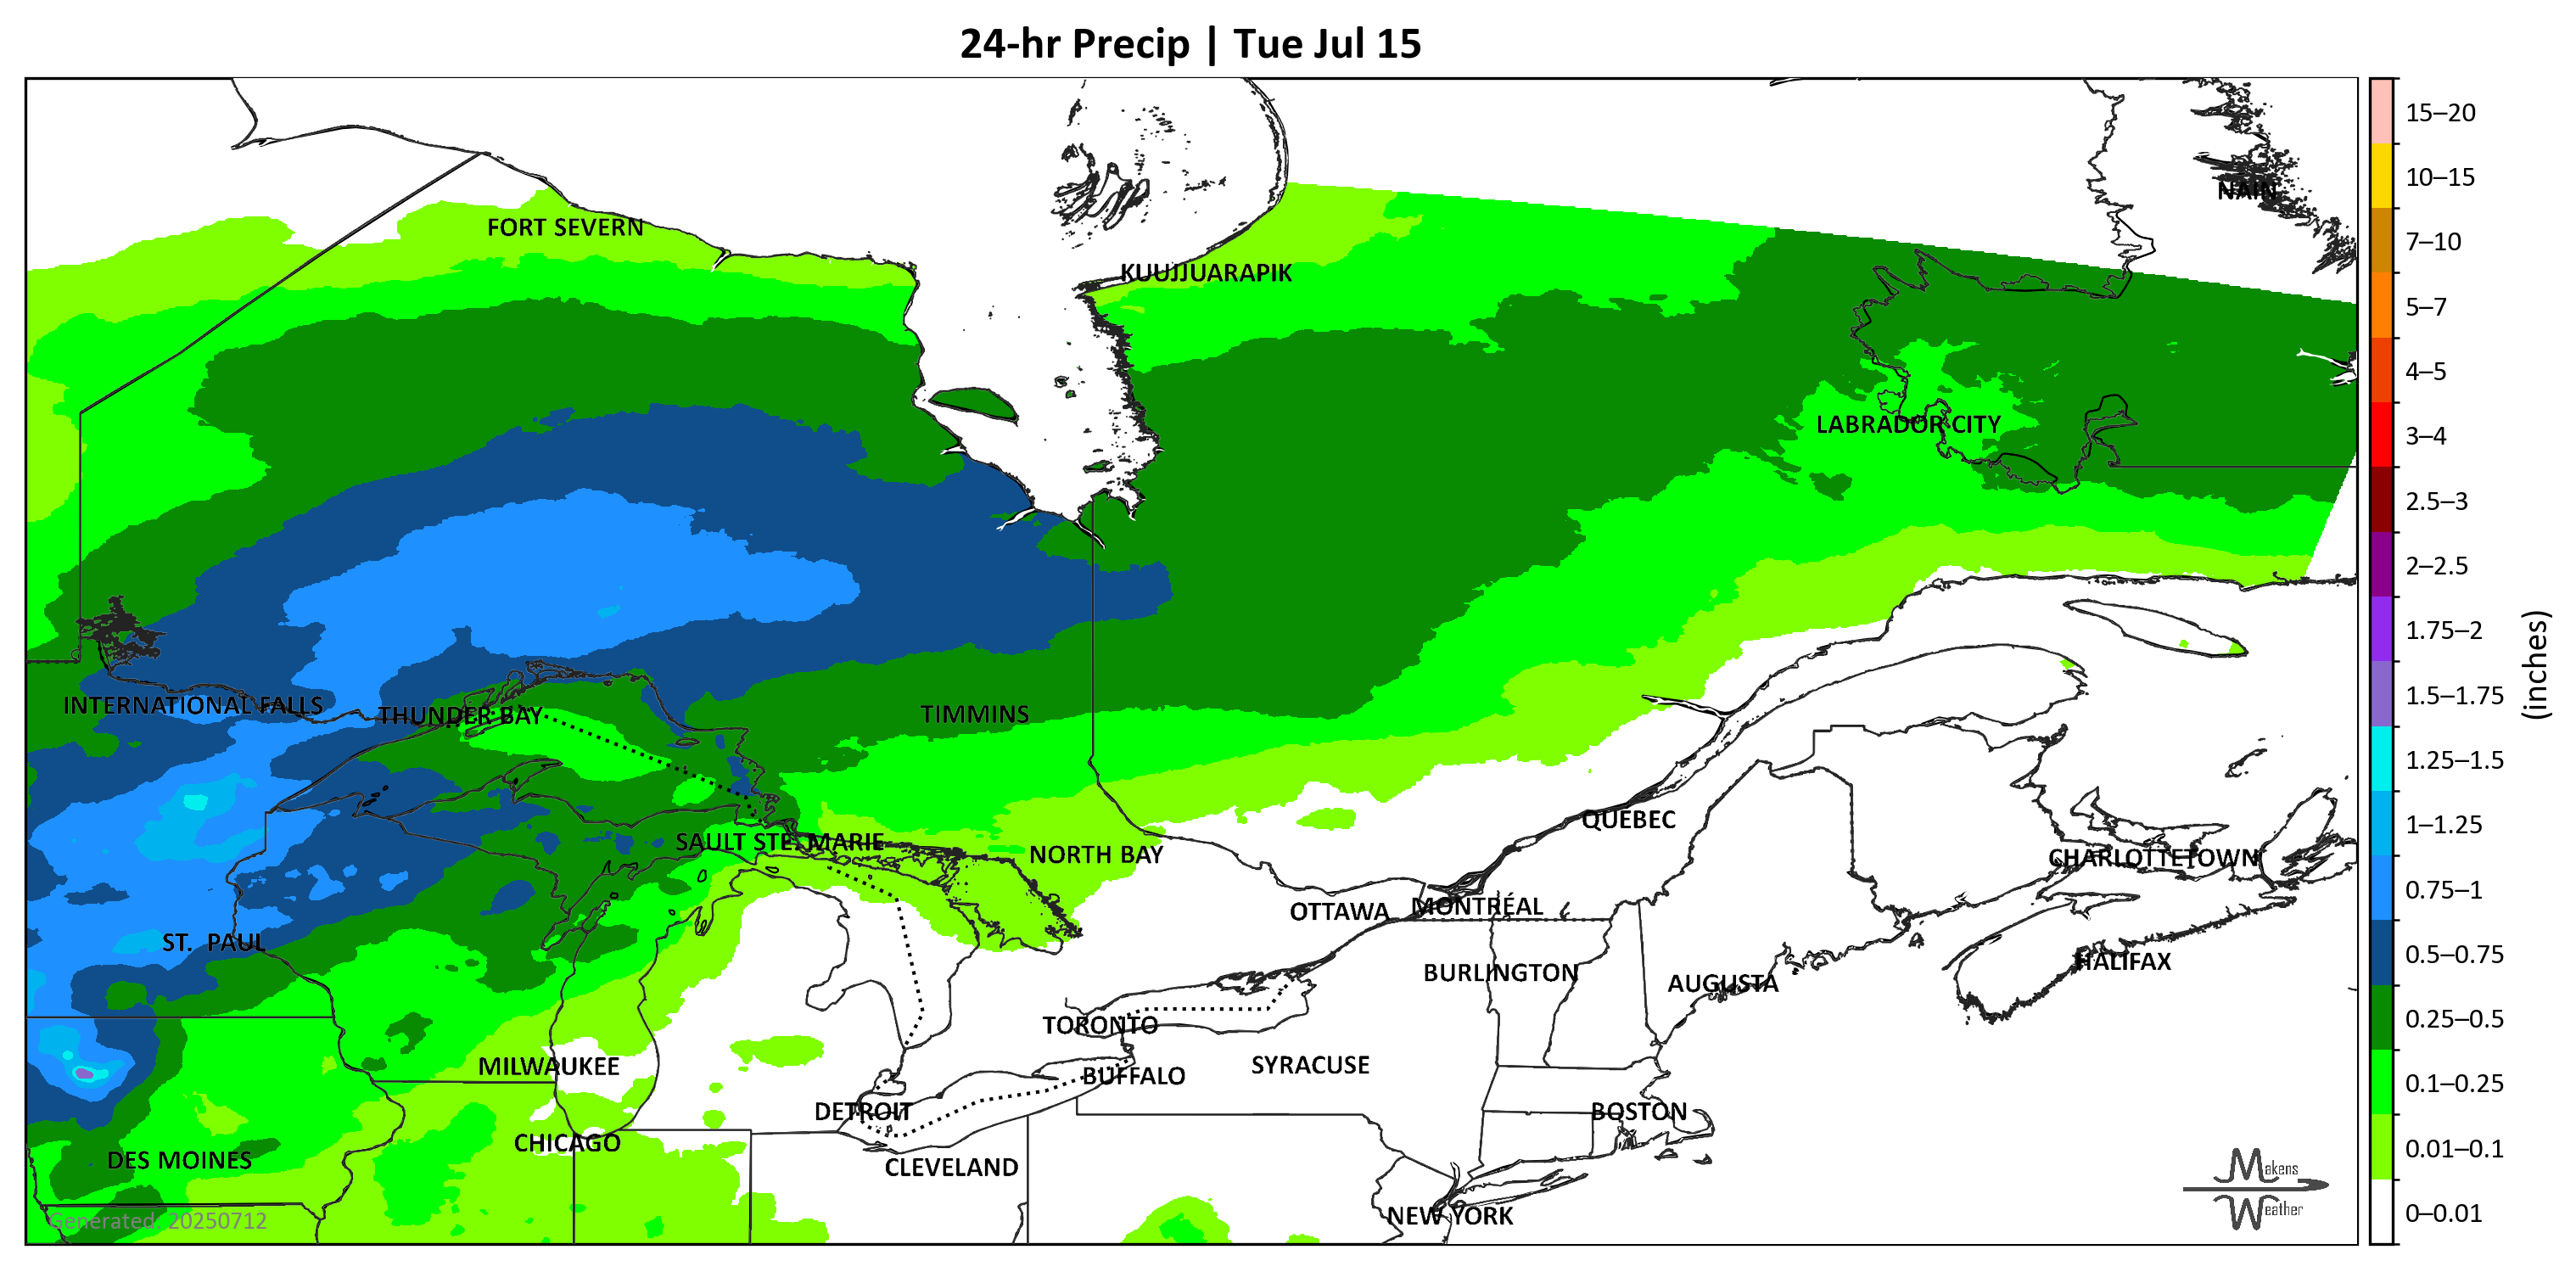 24-hr Precip | Tue Jul 15
NAIN
FORT SEVERN
KUUJJUARAPIK
LABRADOR CITY
INTERNATIONAL FALLS
THUNDER BAY
TIMMINS
QUÉBEC
SAULT STE. MARIE
NORTH BAY
CHARLOTTETOWN
OTTAWA
MONTRÉAL
ST. PAUL
HALIFAX
BURLINGTON
AUGUSTA
TORONTO
MILWAUKEE
SYRACUSE
BUFFALO
DETROIT
BOSTON
CHICAGO
DES MOINES
CLEVELAND
NEW YORK
Generated: 20250712
Makens
Weather
15–20
10–15
7–10
5–7
4–5
3–4
2.5–3
2–2.5
1.75–2
1.5–1.75
1.25–1.5
1–1.25
0.75–1
0.5–0.75
0.25–0.5
0.1–0.25
0.01–0.1
0–0.01
(inches)